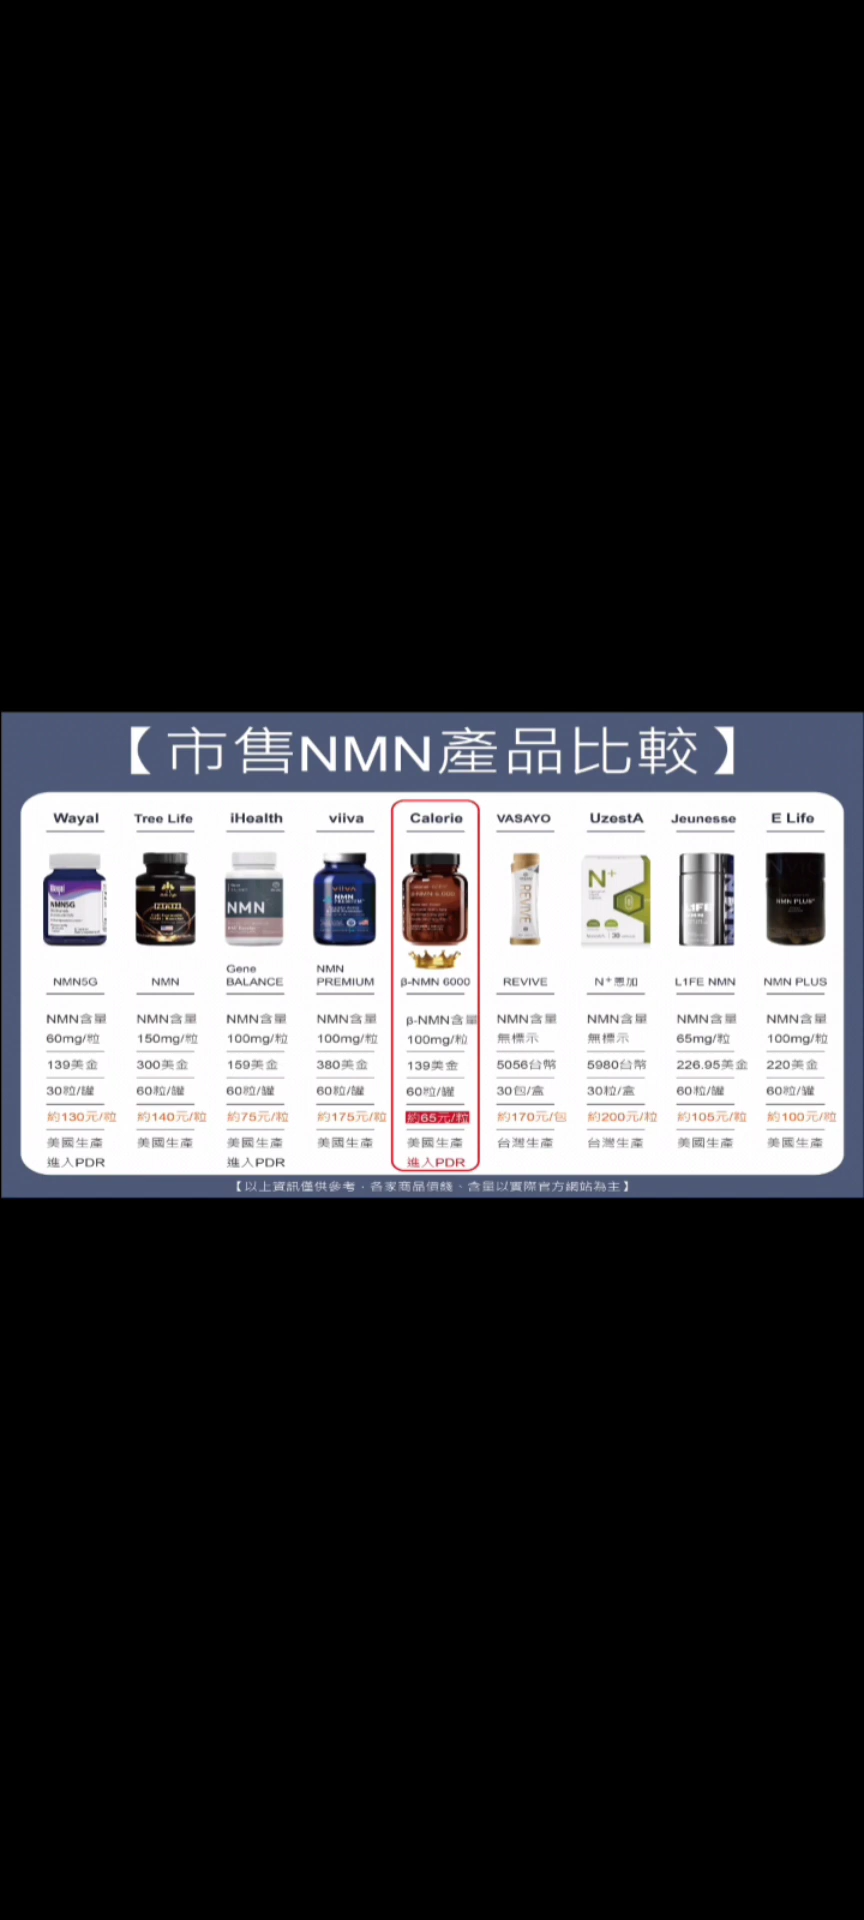 【市售NMN產品比較】
Wayal
Tree Life
iHealth
viiva
Calerie
VASAYO
UzestA
Jeunesse
E Life
NMN5G
NMN
viiva
NMN
PREMIUM
β-NMN 6000
REVIVE
N+
30
L1FE
NMN
NMN PLUS+
NMN5G
NMN
Gene
BALANCE
NMN
PREMIUM
β-NMN 6000
REVIVE
N⁺恩加
L1FE NMN
NMN PLUS
NMN含量 NMN含量 NMN含量 NMN含量 β-NMN含量 NMN含量 NMN含量 NMN含量 NMN含量
60mg/粒 150mg/粒 100mg/粒 100mg/粒 100mg/粒 無標示 無標示 65mg/粒 100mg/粒
139美金 300美金 159美金 380美金 139美金 5056台幣 5980台幣 226.95美金 220美金
30粒/罐 60粒/罐 60粒/罐 60粒/罐 60粒/罐 30包/盒 30粒/盒 60粒/罐 60粒/罐
約130元/粒 約140元/粒 約75元/粒 約175元/粒 約65元/粒 約170元/包 約200元/粒 約105元/粒 約100元/粒
美國生產 美國生產 美國生產 美國生產 美國生產 台灣生產 台灣生產 美國生產 美國生產
進入PDR 進入PDR 進入PDR
【以上資訊僅供參考、各家商品價錢、含量以實際官方網站為主】